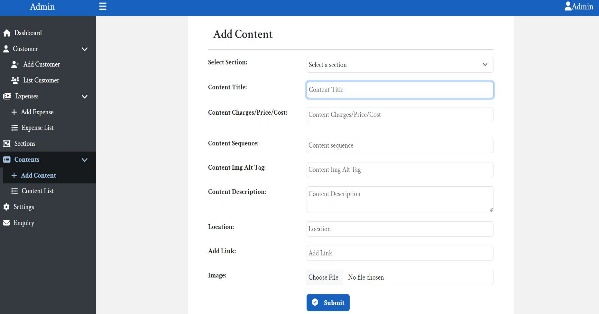 Admin
Admin
Dashboard
Customer
Add Customer
List Customer
Expenses
Add Expense
Expense List
Sections
Contents
Add Content
Content List
Settings
Enquiry
Add Content
Select Section:
Select a section
Content Title:
Content Title
Content Charges/Price/Cost:
Content Charges/Price/Cost
Content Sequence:
Content sequence
Content Img Alt Tag:
Content Img Alt Tag
Content Description:
Content Description
Location:
Location
Add Link:
Add Link
Image:
Choose File No file chosen
Submit